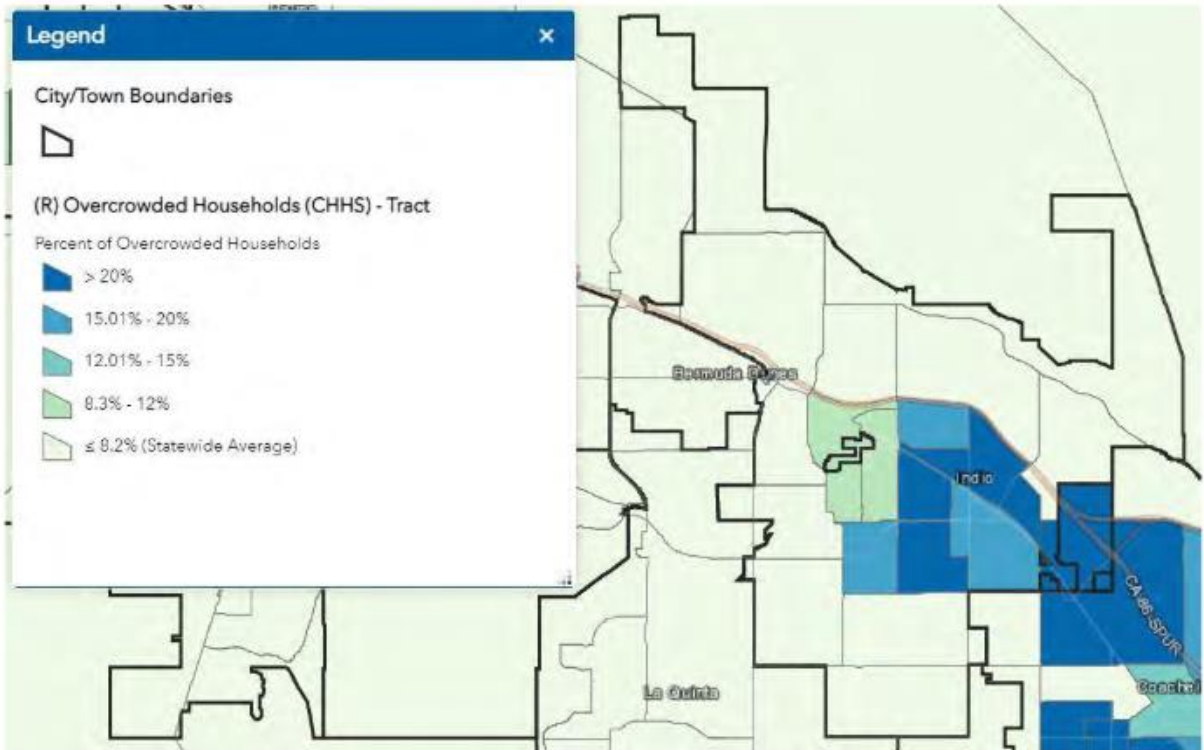 Legend ×
City/Town Boundaries
(R) Overcrowded Households (CHHS) - Tract
Percent of Overcrowded Households
> 20%
15.01% - 20%
12.01% - 15%
8.3% - 12%
≤ 8.2% (Statewide Average)
Bermuda Dunes
Indio
CA-86-SPUR
La Quinta
Coachel